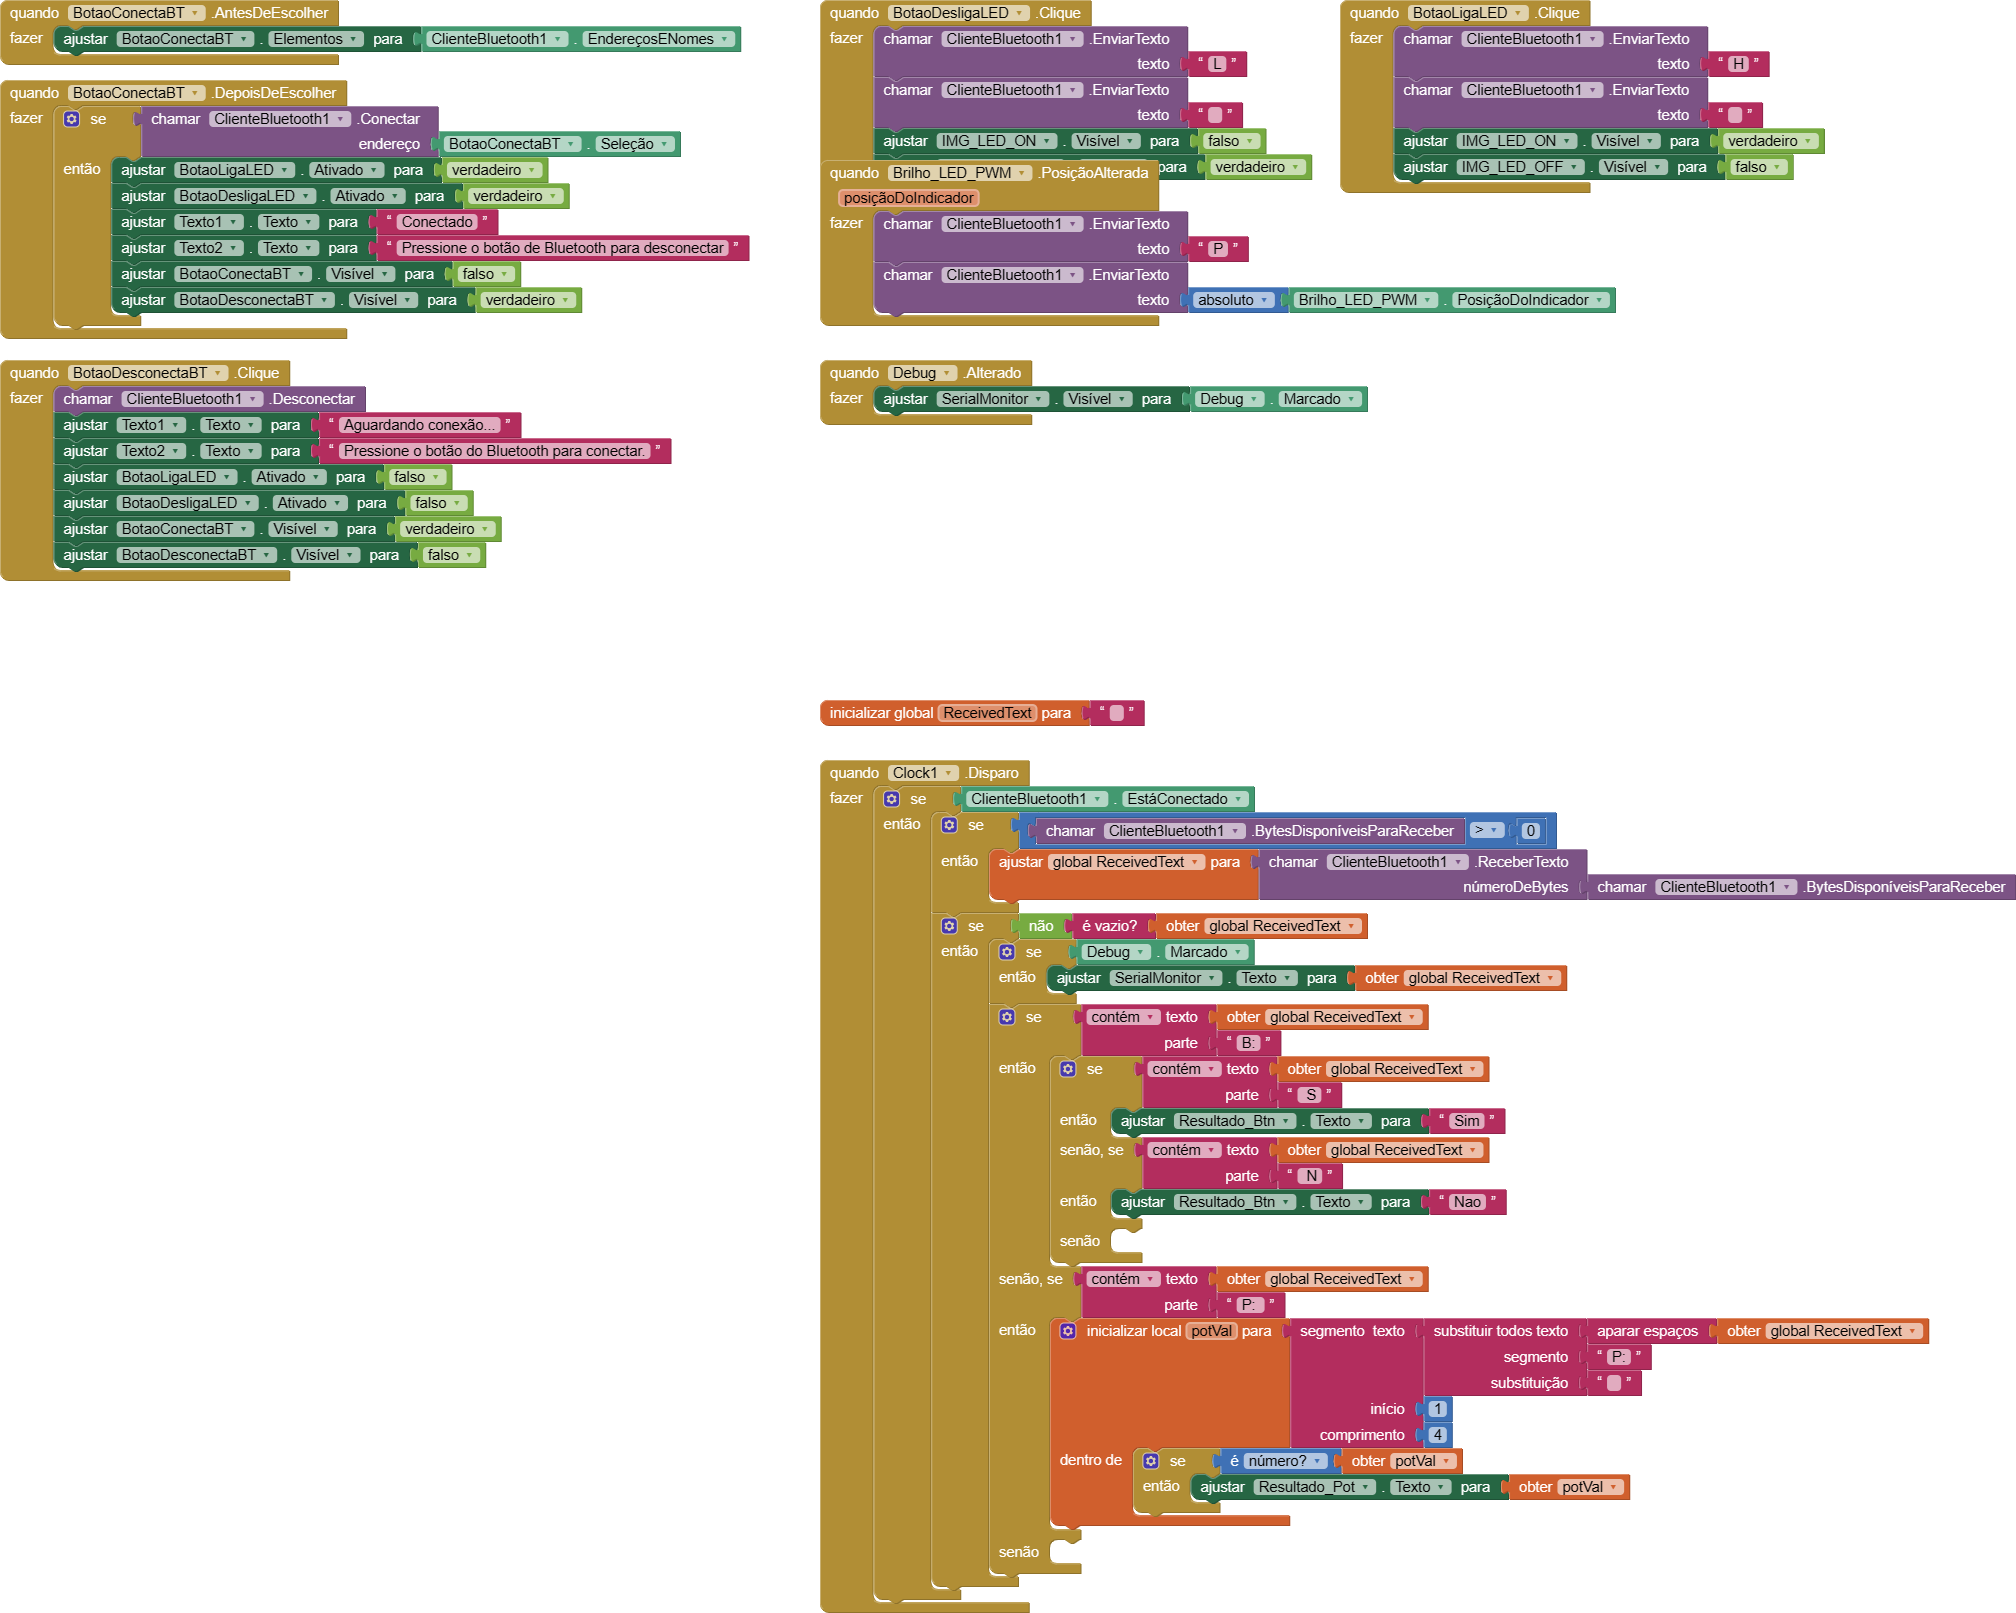 quando BotaoConectaBT .AntesDeEscolher
fazer ajustar BotaoConectaBT . Elementos para ClienteBluetooth1 . EndereçosENomes
quando BotaoConectaBT .DepoisDeEscolher
fazer se chamar ClienteBluetooth1 .Conectar
endereço BotaoConectaBT . Seleção
então ajustar BotaoLigaLED . Ativado para verdadeiro
ajustar BotaoDesligaLED . Ativado para verdadeiro
ajustar Texto1 . Texto para “ Conectado ”
ajustar Texto2 . Texto para “ Pressione o botão de Bluetooth para desconectar ”
ajustar BotaoConectaBT . Visível para falso
ajustar BotaoDesconectaBT . Visível para verdadeiro
quando BotaoDesconectaBT .Clique
fazer chamar ClienteBluetooth1 .Desconectar
ajustar Texto1 . Texto para “ Aguardando conexão... ”
ajustar Texto2 . Texto para “ Pressione o botão do Bluetooth para conectar. ”
ajustar BotaoLigaLED . Ativado para falso
ajustar BotaoDesligaLED . Ativado para falso
ajustar BotaoConectaBT . Visível para verdadeiro
ajustar BotaoDesconectaBT . Visível para falso
quando BotaoDesligaLED .Clique
fazer chamar ClienteBluetooth1 .EnviarTexto
texto “ L ”
chamar ClienteBluetooth1 .EnviarTexto
texto “ ”
ajustar IMG_LED_ON . Visível para falso
para verdadeiro
quando Brilho_LED_PWM .PosiçãoAlterada
posiçãoDoIndicador
fazer chamar ClienteBluetooth1 .EnviarTexto
texto “ P ”
chamar ClienteBluetooth1 .EnviarTexto
texto absoluto Brilho_LED_PWM . PosiçãoDoIndicador
quando Debug .Alterado
fazer ajustar SerialMonitor . Visível para Debug . Marcado
quando BotaoLigaLED .Clique
fazer chamar ClienteBluetooth1 .EnviarTexto
texto “ H ”
chamar ClienteBluetooth1 .EnviarTexto
texto “ ”
ajustar IMG_LED_ON . Visível para verdadeiro
ajustar IMG_LED_OFF . Visível para falso
inicializar global ReceivedText para “ ”
quando Clock1 .Disparo
fazer se ClienteBluetooth1 . EstáConectado
então se chamar ClienteBluetooth1 .BytesDisponíveisParaReceber > 0
então ajustar global ReceivedText para chamar ClienteBluetooth1 .ReceberTexto
númeroDeBytes chamar ClienteBluetooth1 .BytesDisponíveisParaReceber
se não é vazio? obter global ReceivedText
então se Debug . Marcado
então ajustar SerialMonitor . Texto para obter global ReceivedText
se contém texto obter global ReceivedText
parte “ B: ”
então se contém texto obter global ReceivedText
parte “ S ”
então ajustar Resultado_Btn . Texto para “ Sim ”
senão, se contém texto obter global ReceivedText
parte “ N ”
então ajustar Resultado_Btn . Texto para “ Nao ”
senão
senão, se contém texto obter global ReceivedText
parte “ P: ”
então inicializar local potVal para segmento texto substituir todos texto aparar espaços obter global ReceivedText
segmento “ P: ”
substituição “ ”
início 1
comprimento 4
dentro de se é número? obter potVal
então ajustar Resultado_Pot . Texto para obter potVal
senão